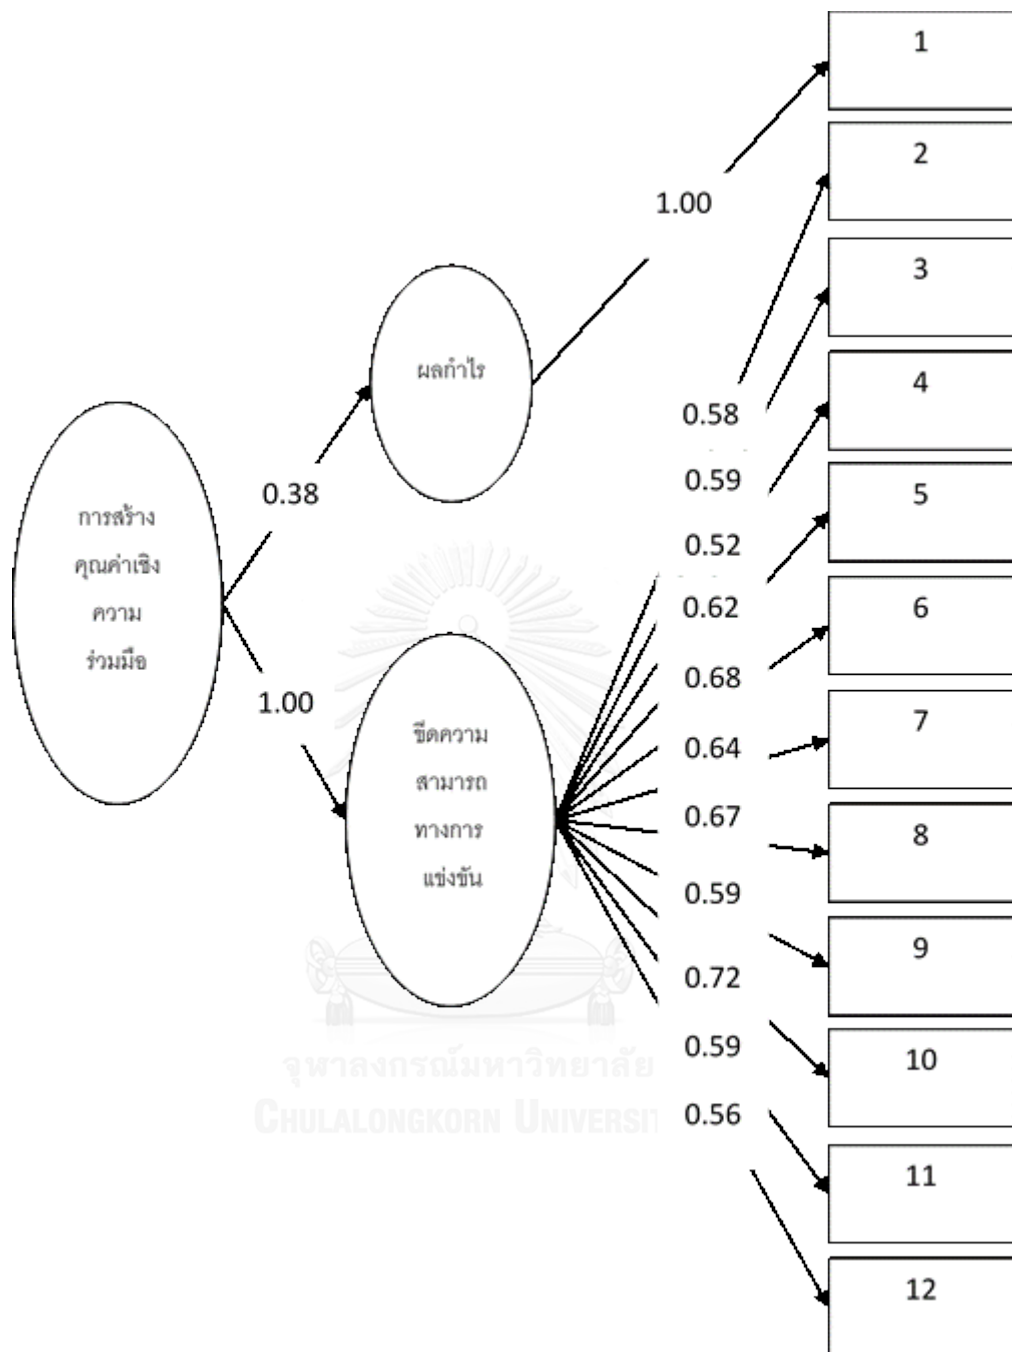 1
2
1.00
3
ผลกำไร
4
0.58
0.59
5
0.38
การสร้าง
คุณค่าเชิง
ความ
ร่วมมือ
0.52
0.62
6
0.68
1.00
7
ขีดความ
สามารถ
ทางการ
แข่งขัน
0.64
0.67
8
0.59
9
0.72
0.59
10
จุฬาลงกรณ์มหาวิทยาลัย
CHULALONGKORN UNIVERSIT
0.56
11
12